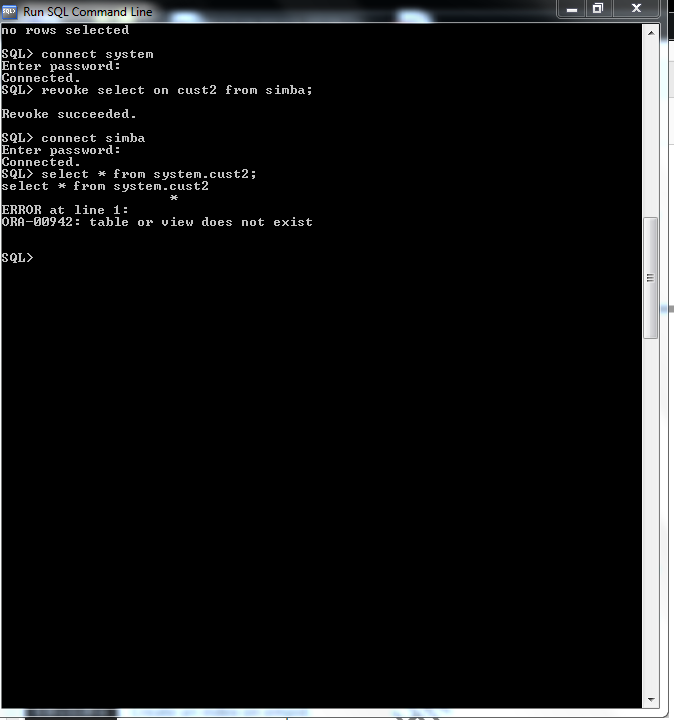 Run SQL Command Line
no rows selected
SQL> connect system
Enter password:
Connected.
SQL> revoke select on cust2 from simba;
Revoke succeeded.
SQL> connect simba
Enter password:
Connected.
SQL> select * from system.cust2;
select * from system.cust2
*
ERROR at line 1:
ORA-00942: table or view does not exist
SQL>